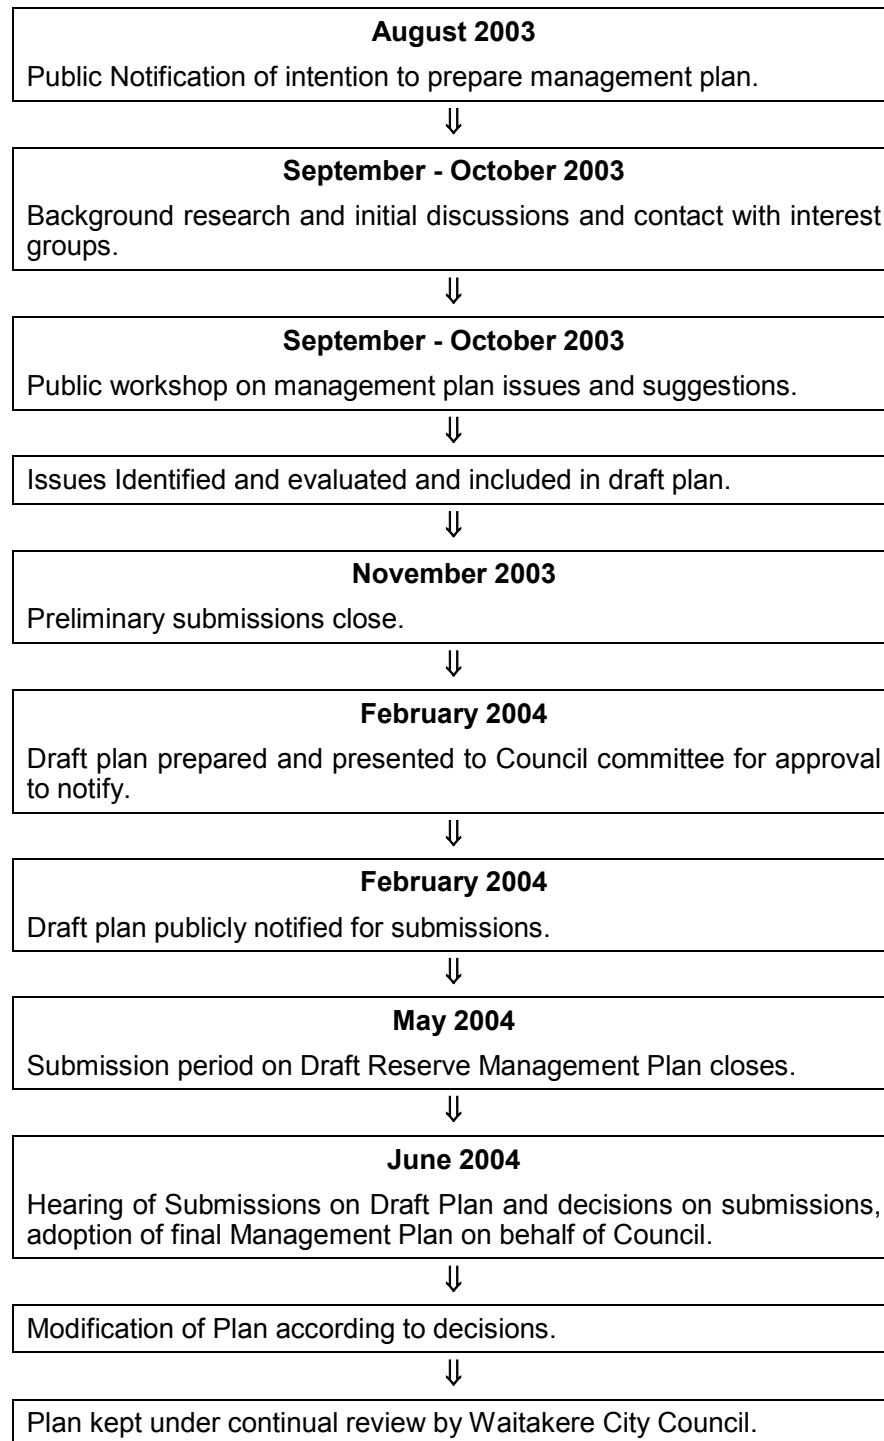 August 2003
Public Notification of intention to prepare management plan.
⇓
September - October 2003
Background research and initial discussions and contact with interest
groups.
⇓
September - October 2003
Public workshop on management plan issues and suggestions.
⇓
Issues Identified and evaluated and included in draft plan.
⇓
November 2003
Preliminary submissions close.
⇓
February 2004
Draft plan prepared and presented to Council committee for approval
to notify.
⇓
February 2004
Draft plan publicly notified for submissions.
⇓
May 2004
Submission period on Draft Reserve Management Plan closes.
⇓
June 2004
Hearing of Submissions on Draft Plan and decisions on submissions,
adoption of final Management Plan on behalf of Council.
⇓
Modification of Plan according to decisions.
⇓
Plan kept under continual review by Waitakere City Council.